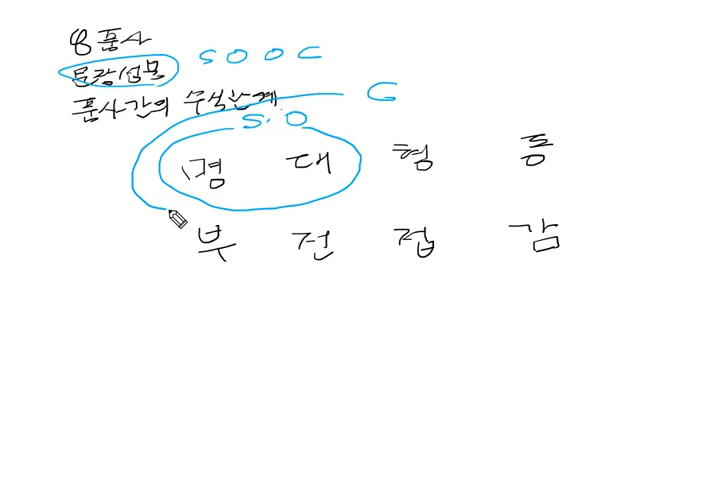 8품사
문장성분 S O O C
품사간의 수식관계 C
S. O
명 대 형 동
부 전 접 감